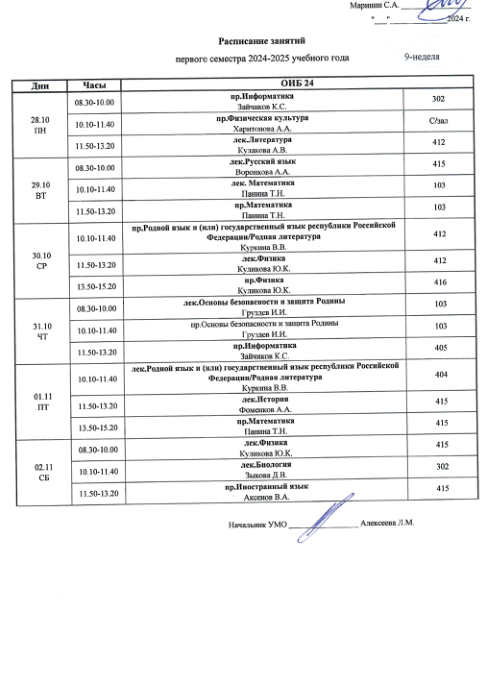 Маринин С.А.
"___" ____________2024 г.
Расписание занятий
первого семестра 2024-2025 учебного года 9-неделя
Дни Часы ОИБ 24
28.10 ПН
08.30-10.00 пр.Информатика Зайчиков К.С. 302
10.10-11.40 пр.Физическая культура Харитонова А.А. С/зал
11.50-13.20 лек.Литература Кулакова А.В. 412
29.10 ВТ
08.30-10.00 лек.Русский язык Воронкова А.А. 415
10.10-11.40 лек. Математика Панина Т.Н. 103
11.50-13.20 пр.Математика Панина Т.Н. 103
30.10 СР
10.10-11.40 пр.Родной язык и (или) государственный язык республики Российской
Федерации/Родная литература
Куркина В.В. 412
11.50-13.20 лек.Физика Куликова Ю.К. 412
13.50-15.20 пр.Физика Куликова Ю.К. 416
31.10 ЧТ
08.30-10.00 лек.Основы безопасности и защита Родины Груздев И.И. 103
10.10-11.40 пр.Основы безопасности и защита Родины Груздев И.И. 103
11.50-13.20 пр.Информатика Зайчиков К.С. 405
01.11 ПТ
10.10-11.40 лек.Родной язык и (или) государственный язык республики Российской
Федерации/Родная литература
Куркина В.В. 404
11.50-13.20 лек.История Фоменков А.А. 415
13.50-15.20 пр.Математика Панина Т.Н. 415
02.11 СБ
08.30-10.00 лек.Физика Куликова Ю.К. 415
10.10-11.40 лек.Биология Зыкова Д.В. 302
11.50-13.20 пр.Иностранный язык Аксенов В.А. 415
Начальник УМО ________________ Алексеева Л.М.